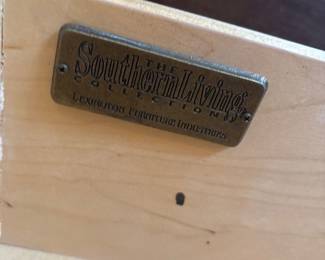 THE
Southern Living
COLLECTION
LEXINGTON FURNITURE INDUSTRIES